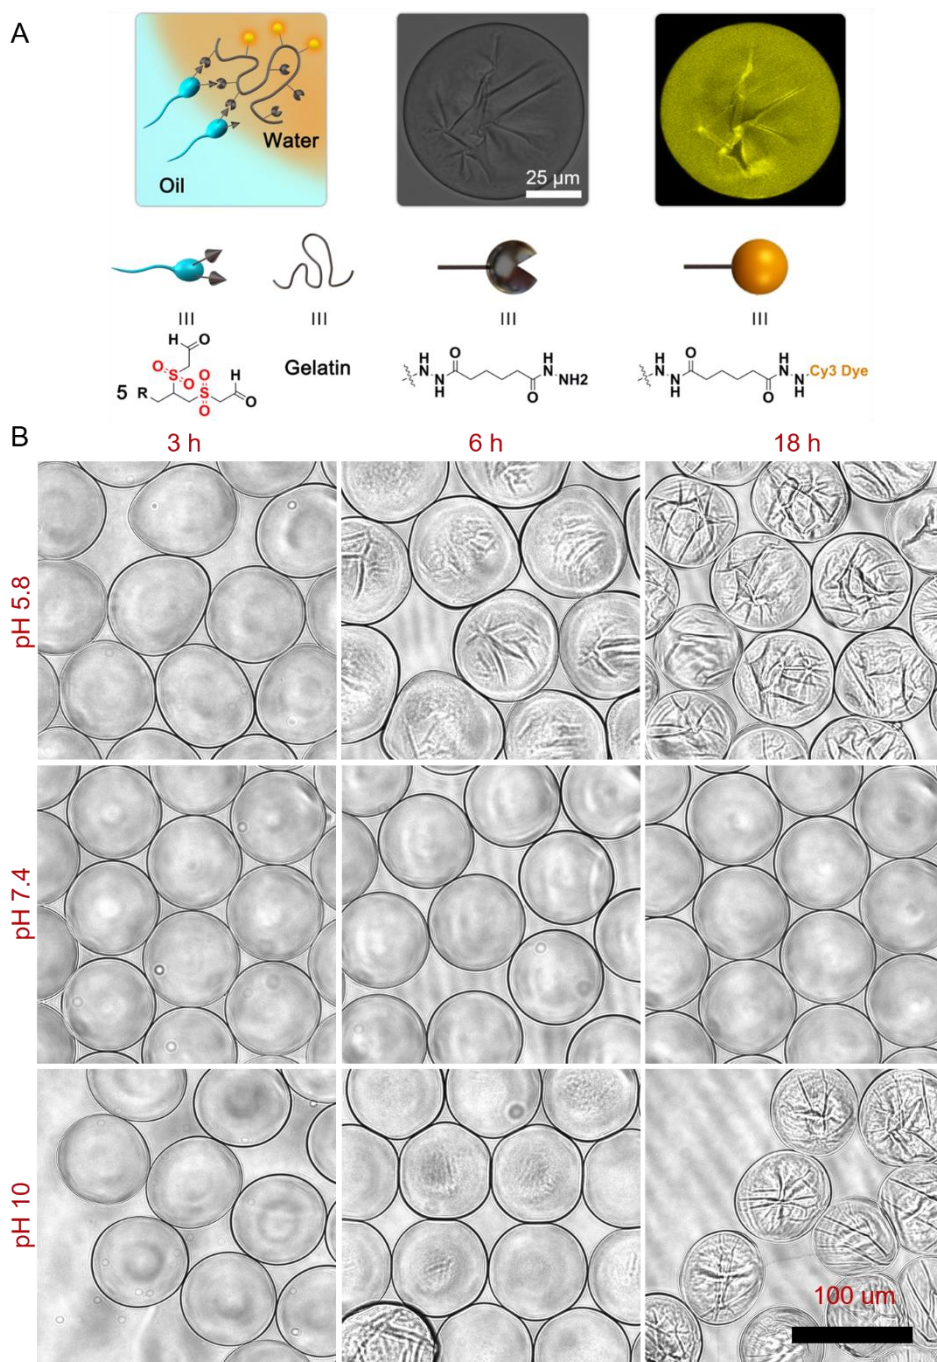 A
Water
Oil
25 µm
Gelatin
5
R
H
O
O
S
O
O
S
O
H
O
H
N
N
H
O
O
H
N
N
H
NH2
H
N
N
H
O
O
H
N
N
H
Cy3 Dye
B
3 h
6 h
18 h
pH 5.8
pH 7.4
pH 10
100 um